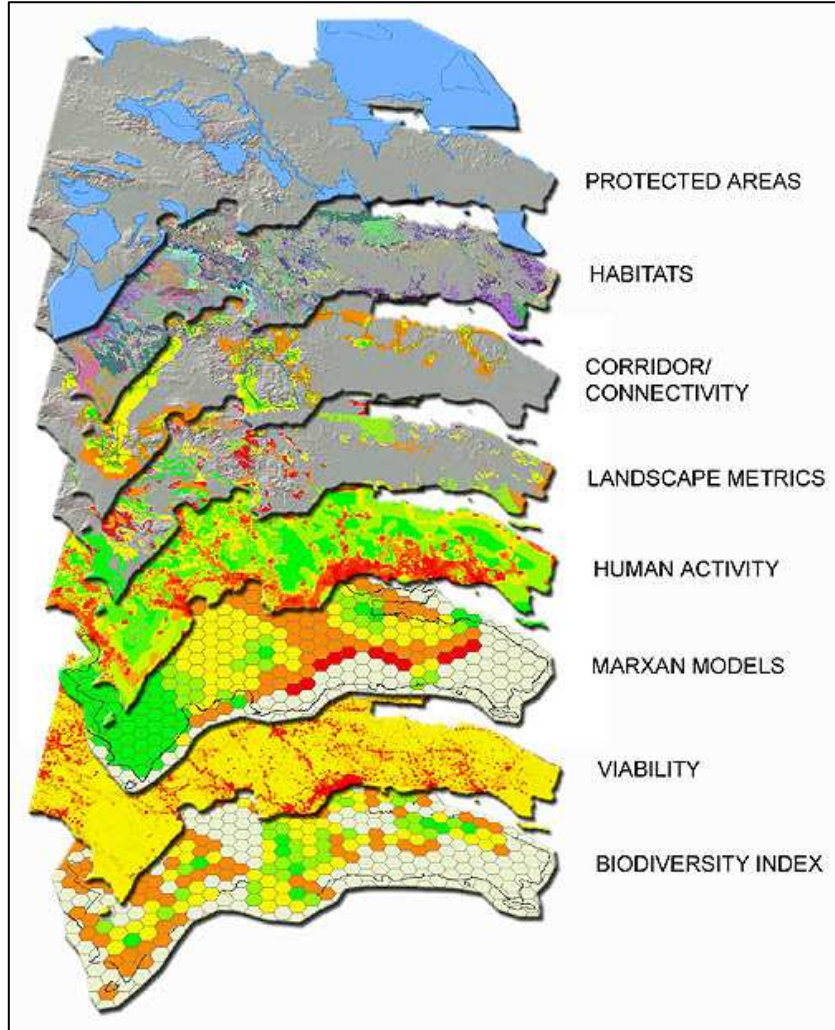 PROTECTED AREAS
HABITATS
CORRIDOR/
CONNECTIVITY
LANDSCAPE METRICS
HUMAN ACTIVITY
MARXAN MODELS
VIABILITY
BIODIVERSITY INDEX